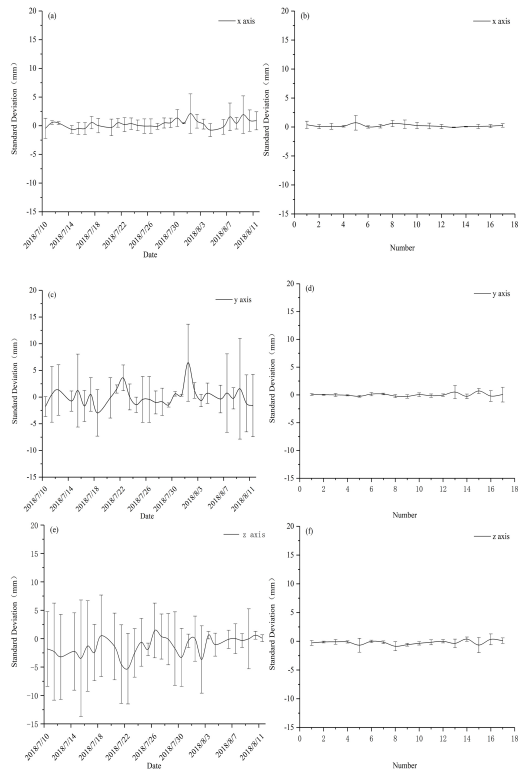 (a)
x axis
Standard Deviation（mm）
20
15
10
5
0
-5
-10
-15
2018/7/10
2018/7/14
2018/7/18
2018/7/22
2018/7/26
2018/7/30
2018/8/3
2018/8/7
2018/8/11
Date
(b)
x axis
Standard Deviation（mm）
20
15
10
5
0
-5
-10
-15
0 2 4 6 8 10 12 14 16 18
Number
(c)
y axis
Standard Deviation（mm）
20
15
10
5
0
-5
-10
-15
2018/7/10
2018/7/14
2018/7/18
2018/7/22
2018/7/26
2018/7/30
2018/8/3
2018/8/7
2018/8/11
Date
(d)
y axis
Standard Deviation（mm）
20
15
10
5
0
-5
-10
-15
0 2 4 6 8 10 12 14 16 18
Number
(e)
z axis
Standard Deviation（mm）
20
15
10
5
0
-5
-10
-15
2018/7/10
2018/7/14
2018/7/18
2018/7/22
2018/7/26
2018/7/30
2018/8/3
2018/8/7
2018/8/11
Date
(f)
z axis
Standard Deviation（mm）
20
15
10
5
0
-5
-10
-15
0 2 4 6 8 10 12 14 16 18
Number